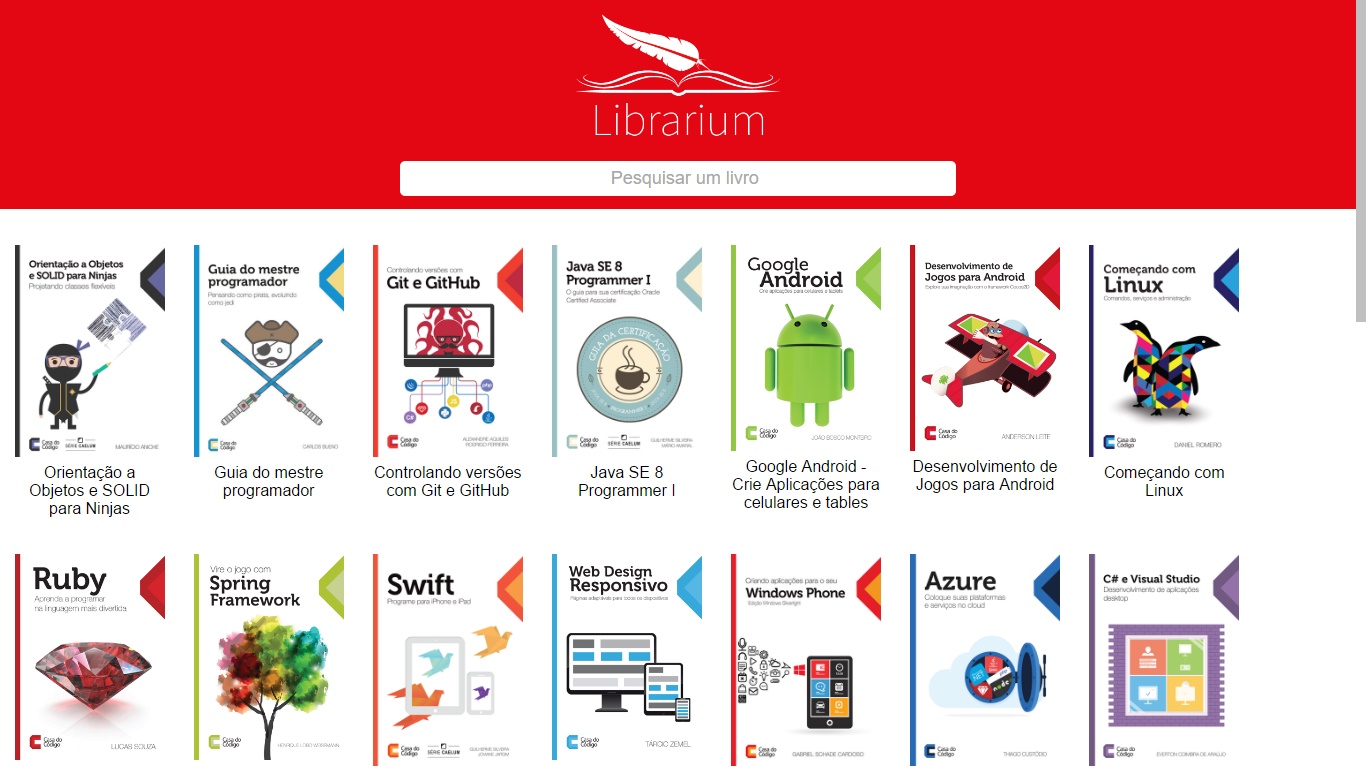 Librarium
Pesquisar um livro
Orientação a Objetos
e SOLID para Ninjas
Projetando classes flexíveis
Casa do
Código
SÉRIE CAELUM
MAURÍCIO ANICHE
Orientação a
Objetos e SOLID
para Ninjas
Guia do mestre
programador
Pensando como pirata, evoluindo
como jedi
Casa do
Código
CARLOS BUENO
Guia do mestre
programador
Controlando versões com
Git e GitHub
php
C#
JS
Casa do
Código
ALEXANDRE AQUILES
RODRIGO FERREIRA
Controlando versões
com Git e GitHub
Java SE 8
Programmer I
O guia para sua certificação Oracle
Certified Associate
GUIA DA CERTIFICAÇÃO
PROGRAMMER
Casa do
Código
SÉRIE CAELUM
GUILHERME SILVEIRA
MÁRIO AMARAL
Java SE 8
Programmer I
Google
Android
Crie aplicações para celulares e tablets
Casa do
Código
JOÃO BOSCO MONTEIRO
Google Android -
Crie Aplicações para
celulares e tables
Desenvolvimento de
Jogos para Android
Explore sua imaginação com o framework Cocos2D
Casa do
Código
ANDERSON LEITE
Desenvolvimento de
Jogos para Android
Começando com
Linux
Comandos, serviços e administração
Casa do
Código
DANIEL ROMERO
Começando com
Linux
Ruby
Aprenda a programar
na linguagem mais divertida
Casa do
Código
LUCAS SOUZA
Vire o jogo com
Spring
Framework
Casa do
Código
HENRIQUE LOBO WEISSMANN
Swift
Programe para iPhone e iPad
Casa do
Código
SÉRIE CAELUM
GUILHERME SILVEIRA
JOVIANE JARDIM
Web Design
Responsivo
Páginas adaptáveis para todos os dispositivos
Casa do
Código
TÁRCIO ZEMEL
Criando aplicações para o seu
Windows Phone
Edição Windows Silverlight
Casa do
Código
GABRIEL SCHADE CARDOSO
Azure
Coloque suas plataformas
e serviços no cloud
.NET
php
node
Casa do
Código
THIAGO CUSTÓDIO
C# e Visual Studio
Desenvolvimento de aplicações
desktop
Casa do
Código
EVERTON COIMBRA DE ARAÚJO